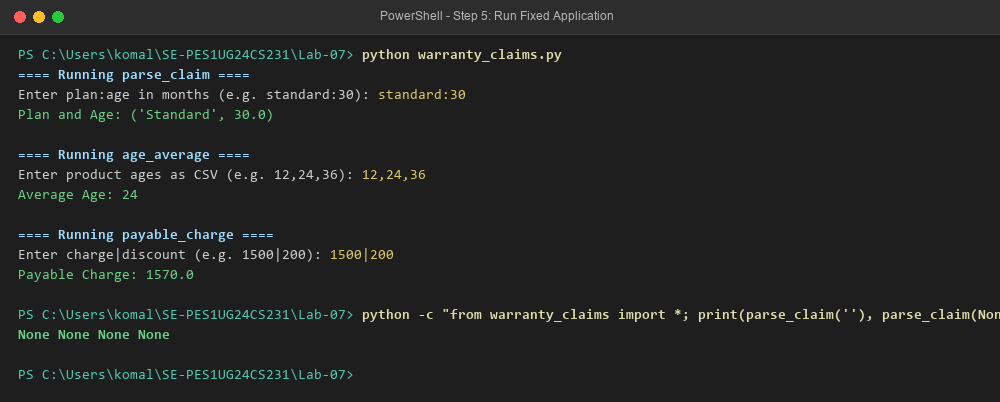 PowerShell - Step 5: Run Fixed Application
PS C:\Users\komal\SE-PES1UG24CS231\Lab-07> python warranty_claims.py
==== Running parse_claim ====
Enter plan:age in months (e.g. standard:30): standard:30
Plan and Age: ('Standard', 30.0)
==== Running age_average ====
Enter product ages as CSV (e.g. 12,24,36): 12,24,36
Average Age: 24
==== Running payable_charge ====
Enter charge|discount (e.g. 1500|200): 1500|200
Payable Charge: 1570.0
PS C:\Users\komal\SE-PES1UG24CS231\Lab-07> python -c "from warranty_claims import *; print(parse_claim(''), parse_claim(Non
None None None None
PS C:\Users\komal\SE-PES1UG24CS231\Lab-07>